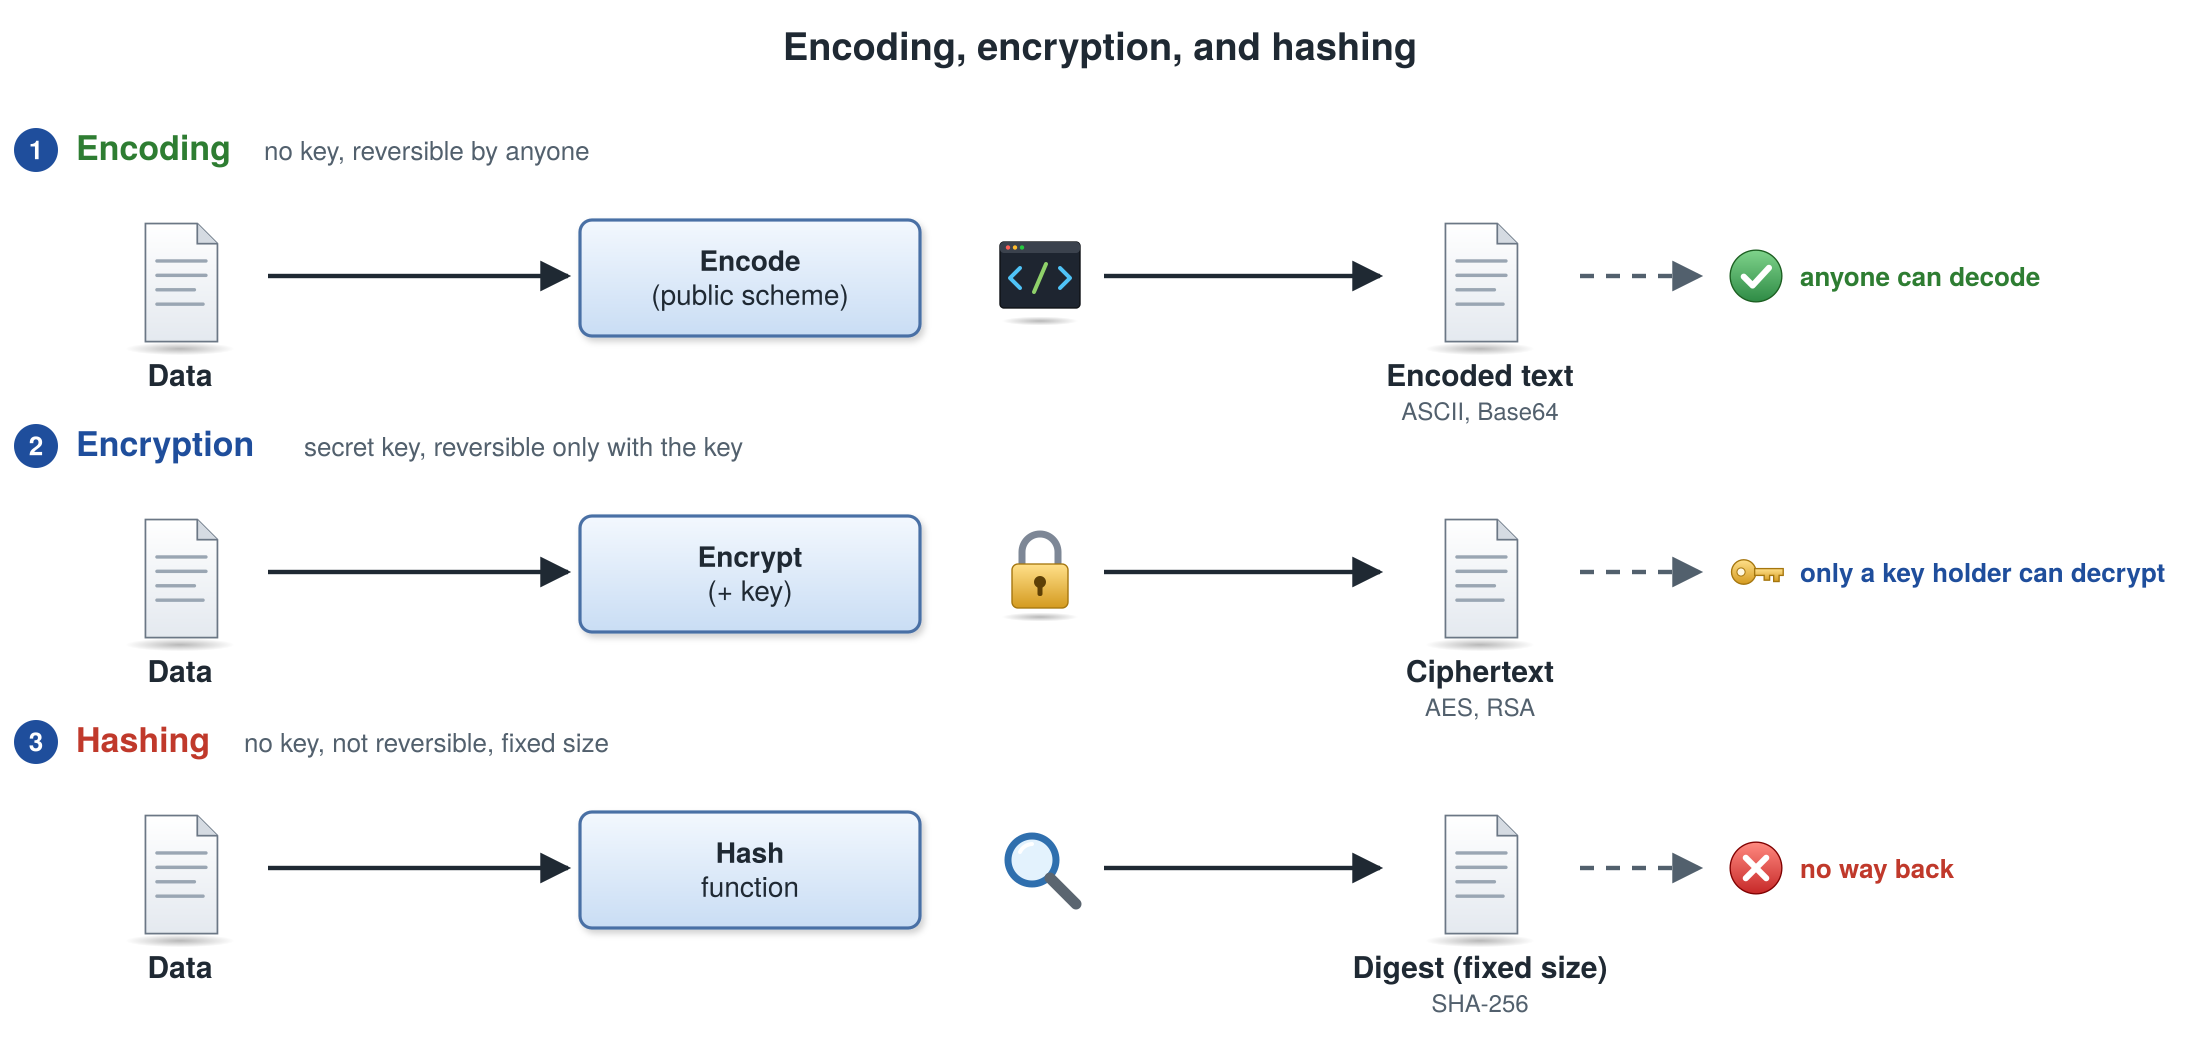 Encoding, encryption, and hashing
1 Encoding no key, reversible by anyone
Encode
(public scheme)
</>
anyone can decode
Data
Encoded text
ASCII, Base64
2 Encryption secret key, reversible only with the key
Encrypt
(+ key)
only a key holder can decrypt
Data
Ciphertext
AES, RSA
3 Hashing no key, not reversible, fixed size
Hash
function
no way back
Data
Digest (fixed size)
SHA-256